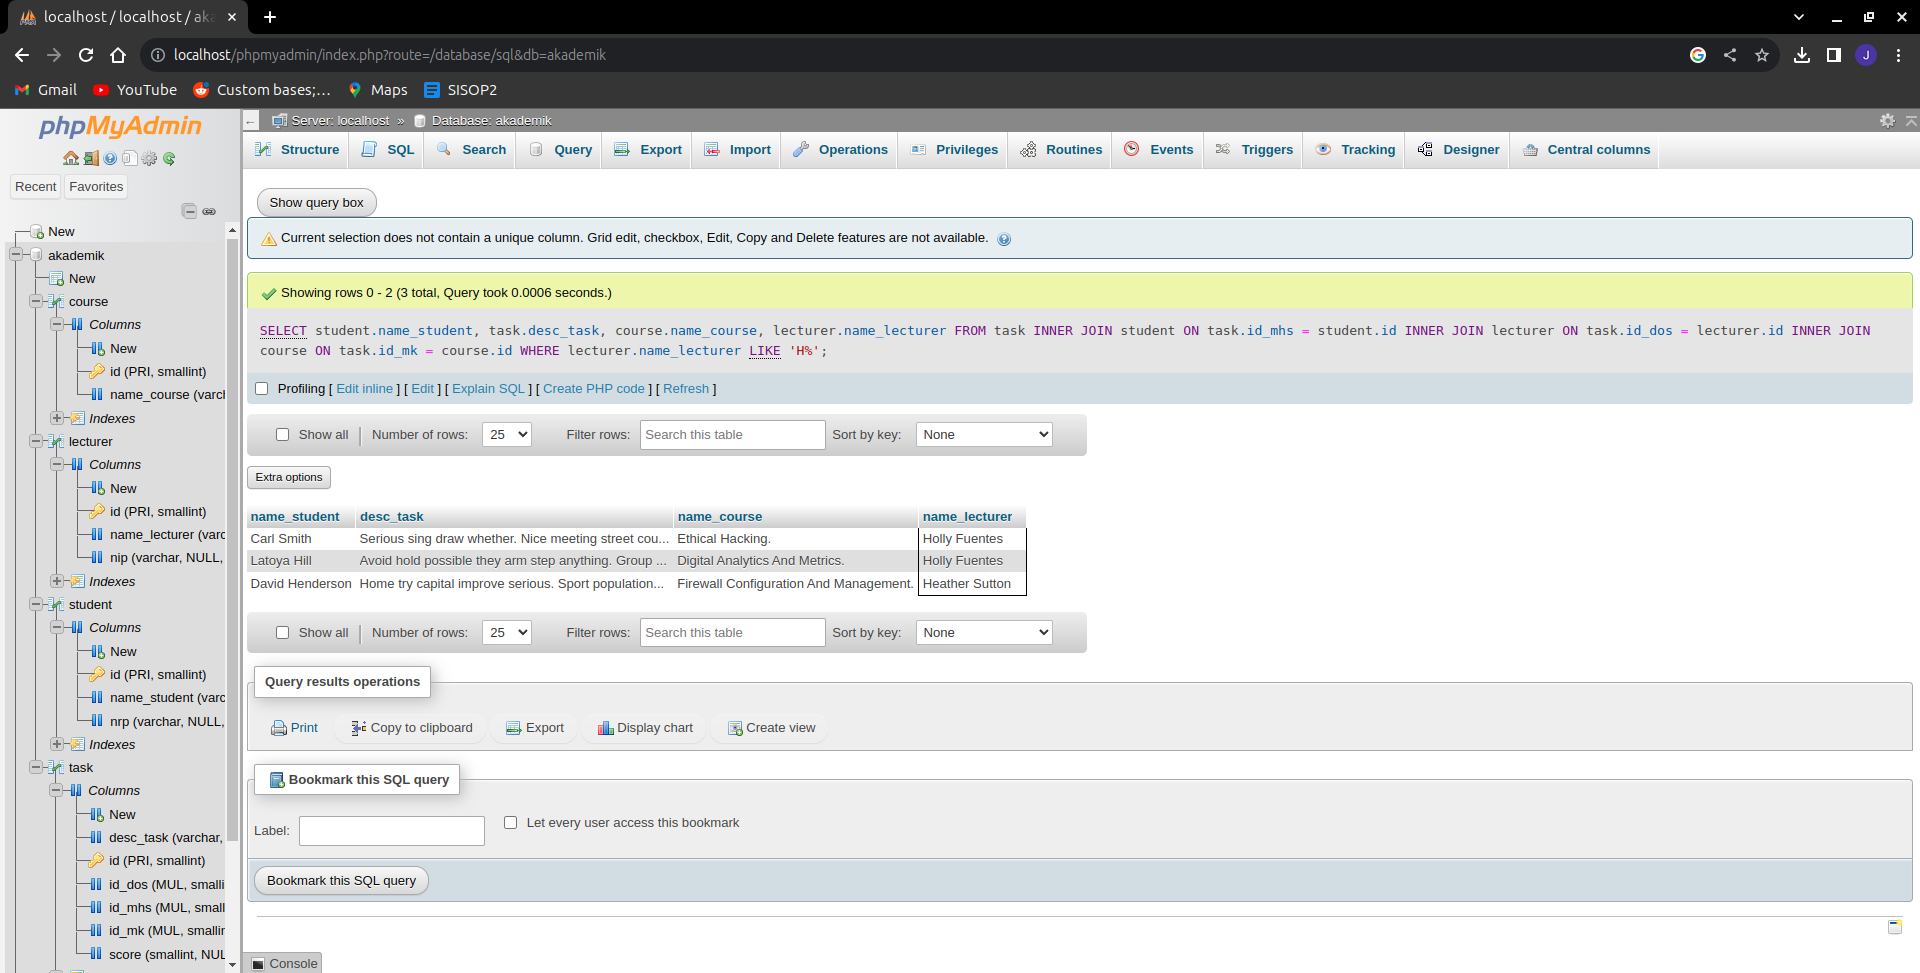 localhost / localhost / aka
localhost/phpmyadmin/index.php?route=/database/sql&db=akademik
J
Gmail
YouTube
Custom bases;...
Maps
SISOP2
phpMyAdmin
Recent
Favorites
New
akademik
New
course
Columns
New
id (PRI, smallint)
name_course (varch
Indexes
lecturer
Columns
New
id (PRI, smallint)
name_lecturer (varc
nip (varchar, NULL,
Indexes
student
Columns
New
id (PRI, smallint)
name_student (varc
nrp (varchar, NULL,
Indexes
task
Columns
New
desc_task (varchar,
id (PRI, smallint)
id_dos (MUL, smalli
id_mhs (MUL, small
id_mk (MUL, smallin
score (smallint, NUL
Server: localhost » Database: akademik
Structure
SQL
Search
Query
Export
Import
Operations
Privileges
Routines
Events
Triggers
Tracking
Designer
Central columns
Show query box
Current selection does not contain a unique column. Grid edit, checkbox, Edit, Copy and Delete features are not available.
Showing rows 0 - 2 (3 total, Query took 0.0006 seconds.)
SELECT student.name_student, task.desc_task, course.name_course, lecturer.name_lecturer FROM task INNER JOIN student ON task.id_mhs = student.id INNER JOIN lecturer ON task.id_dos = lecturer.id INNER JOIN
course ON task.id_mk = course.id WHERE lecturer.name_lecturer LIKE 'H%';
Profiling [ Edit inline ] [ Edit ] [ Explain SQL ] [ Create PHP code ] [ Refresh ]
Show all | Number of rows: 25 Filter rows: Search this table Sort by key: None
Extra options
name_student desc_task name_course name_lecturer
Carl Smith Serious sing draw whether. Nice meeting street cou... Ethical Hacking. Holly Fuentes
Latoya Hill Avoid hold possible they arm step anything. Group ... Digital Analytics And Metrics. Holly Fuentes
David Henderson Home try capital improve serious. Sport population... Firewall Configuration And Management. Heather Sutton
Show all | Number of rows: 25 Filter rows: Search this table Sort by key: None
Query results operations
Print
Copy to clipboard
Export
Display chart
Create view
Bookmark this SQL query
Label:
Let every user access this bookmark
Bookmark this SQL query
Console